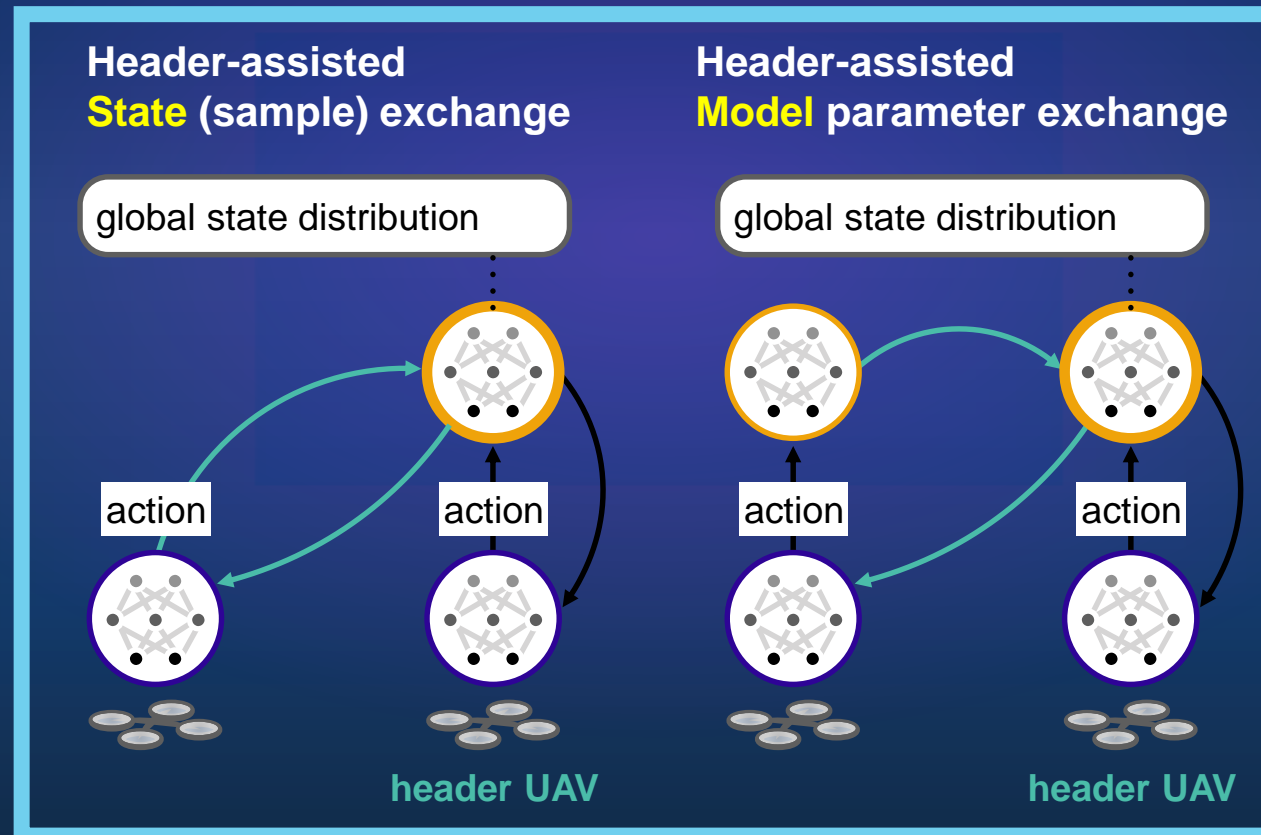 Header-assisted
State (sample) exchange
global state distribution
action
action
header UAV
Header-assisted
Model parameter exchange
global state distribution
action
action
header UAV